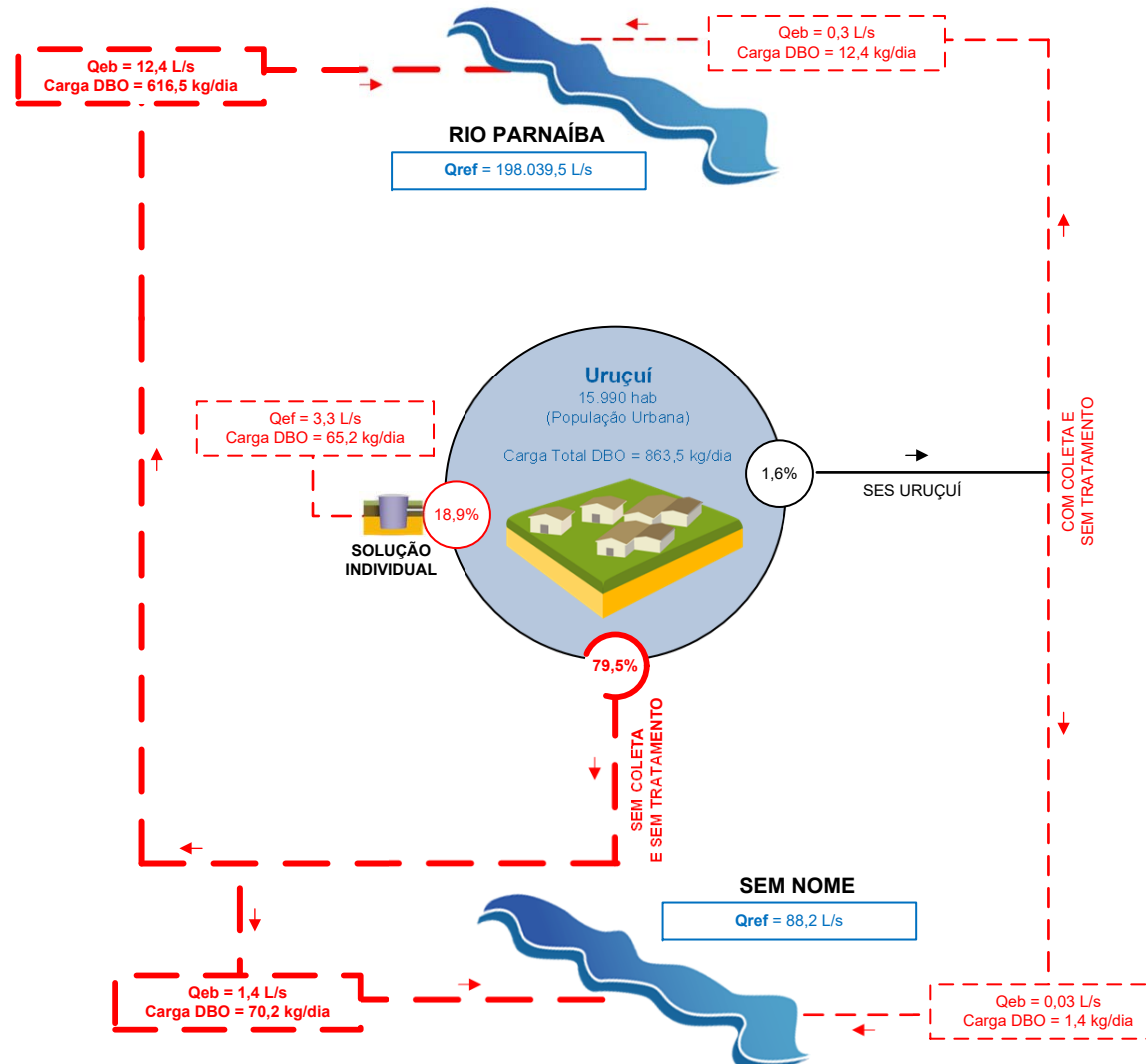 Qeb = 12,4 L/s
Carga DBO = 616,5 kg/dia
Qeb = 0,3 L/s
Carga DBO = 12,4 kg/dia
RIO PARNAÍBA
Qref = 198.039,5 L/s
Uruçuí
15.990 hab
(População Urbana)
Carga Total DBO = 863,5 kg/dia
Qef = 3,3 L/s
Carga DBO = 65,2 kg/dia
18,9%
SOLUÇÃO
INDIVIDUAL
1,6%
SES URUÇUÍ
COM COLETA E
SEM TRATAMENTO
79,5%
SEM COLETA
E SEM TRATAMENTO
SEM NOME
Qref = 88,2 L/s
Qeb = 1,4 L/s
Carga DBO = 70,2 kg/dia
Qeb = 0,03 L/s
Carga DBO = 1,4 kg/dia